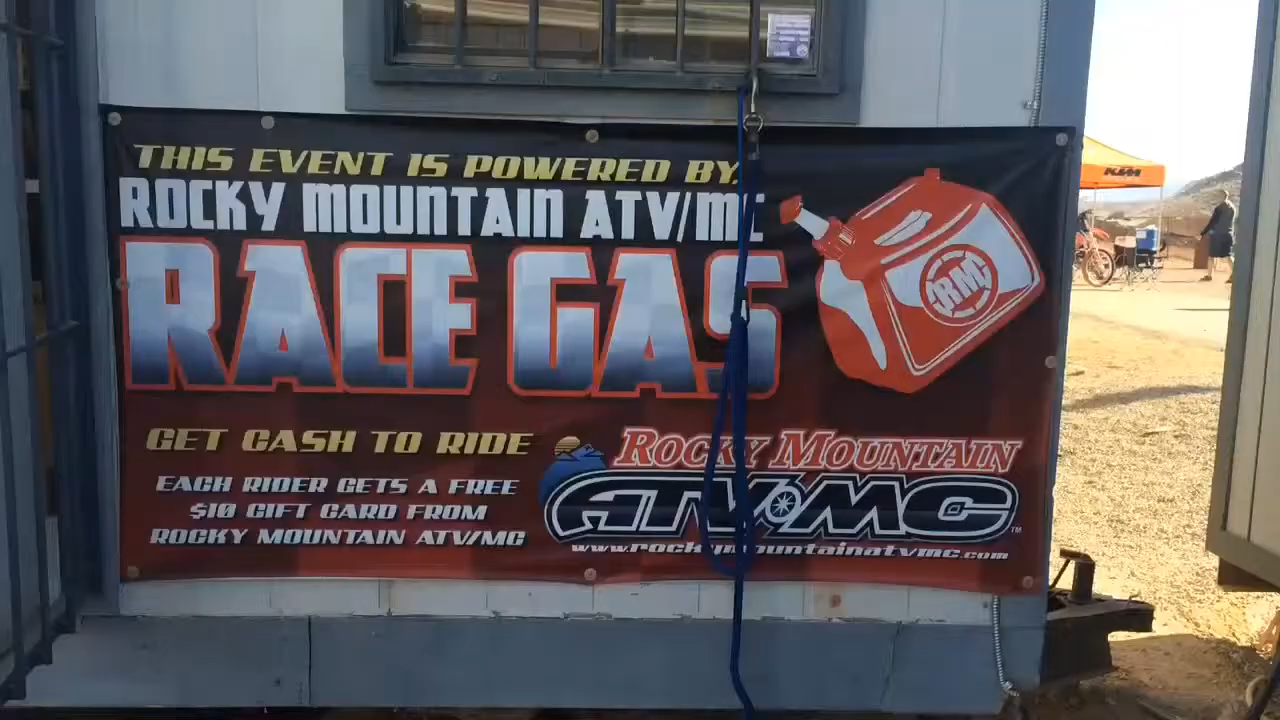 THIS EVENT IS POWERED BY
ROCKY MOUNTAIN ATV/MC
RACE GAS
RM
GET CASH TO RIDE
EACH RIDER GETS A FREE
$10 GIFT CARD FROM
ROCKY MOUNTAIN ATV/MC
ROCKY MOUNTAIN
ATV MC™
www.rockymountainatvmc.com
KTM